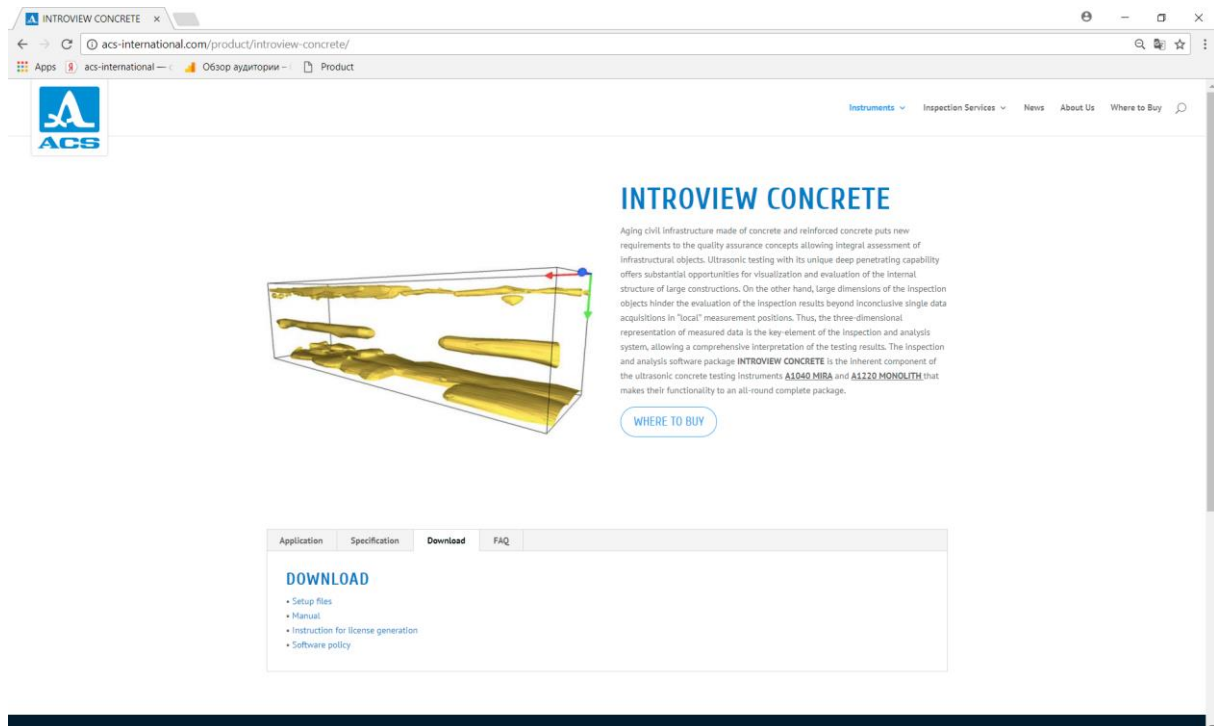 INTROVIEW CONCRETE
acs-international.com/product/introview-concrete/
Apps acs-international — Обзор аудитории – Product
ACS
Instruments Inspection Services News About Us Where to Buy
INTROVIEW CONCRETE
Aging civil infrastructure made of concrete and reinforced concrete puts new
requirements to the quality assurance concepts allowing integral assessment of
infrastructural objects. Ultrasonic testing with its unique deep penetrating capability
offers substantial opportunities for visualization and evaluation of the internal
structure of large constructions. On the other hand, large dimensions of the inspection
objects hinder the evaluation of the inspection results beyond inconclusive single data
acquisitions in "local" measurement positions. Thus, the three-dimensional
representation of measured data is the key-element of the inspection and analysis
system, allowing a comprehensive interpretation of the testing results. The inspection
and analysis software package INTROVIEW CONCRETE is the inherent component of
the ultrasonic concrete testing instruments A1040 MIRA and A1220 MONOLITH that
makes their functionality to an all-round complete package.
WHERE TO BUY
Application Specification Download FAQ
DOWNLOAD
• Setup files
• Manual
• Instruction for license generation
• Software policy